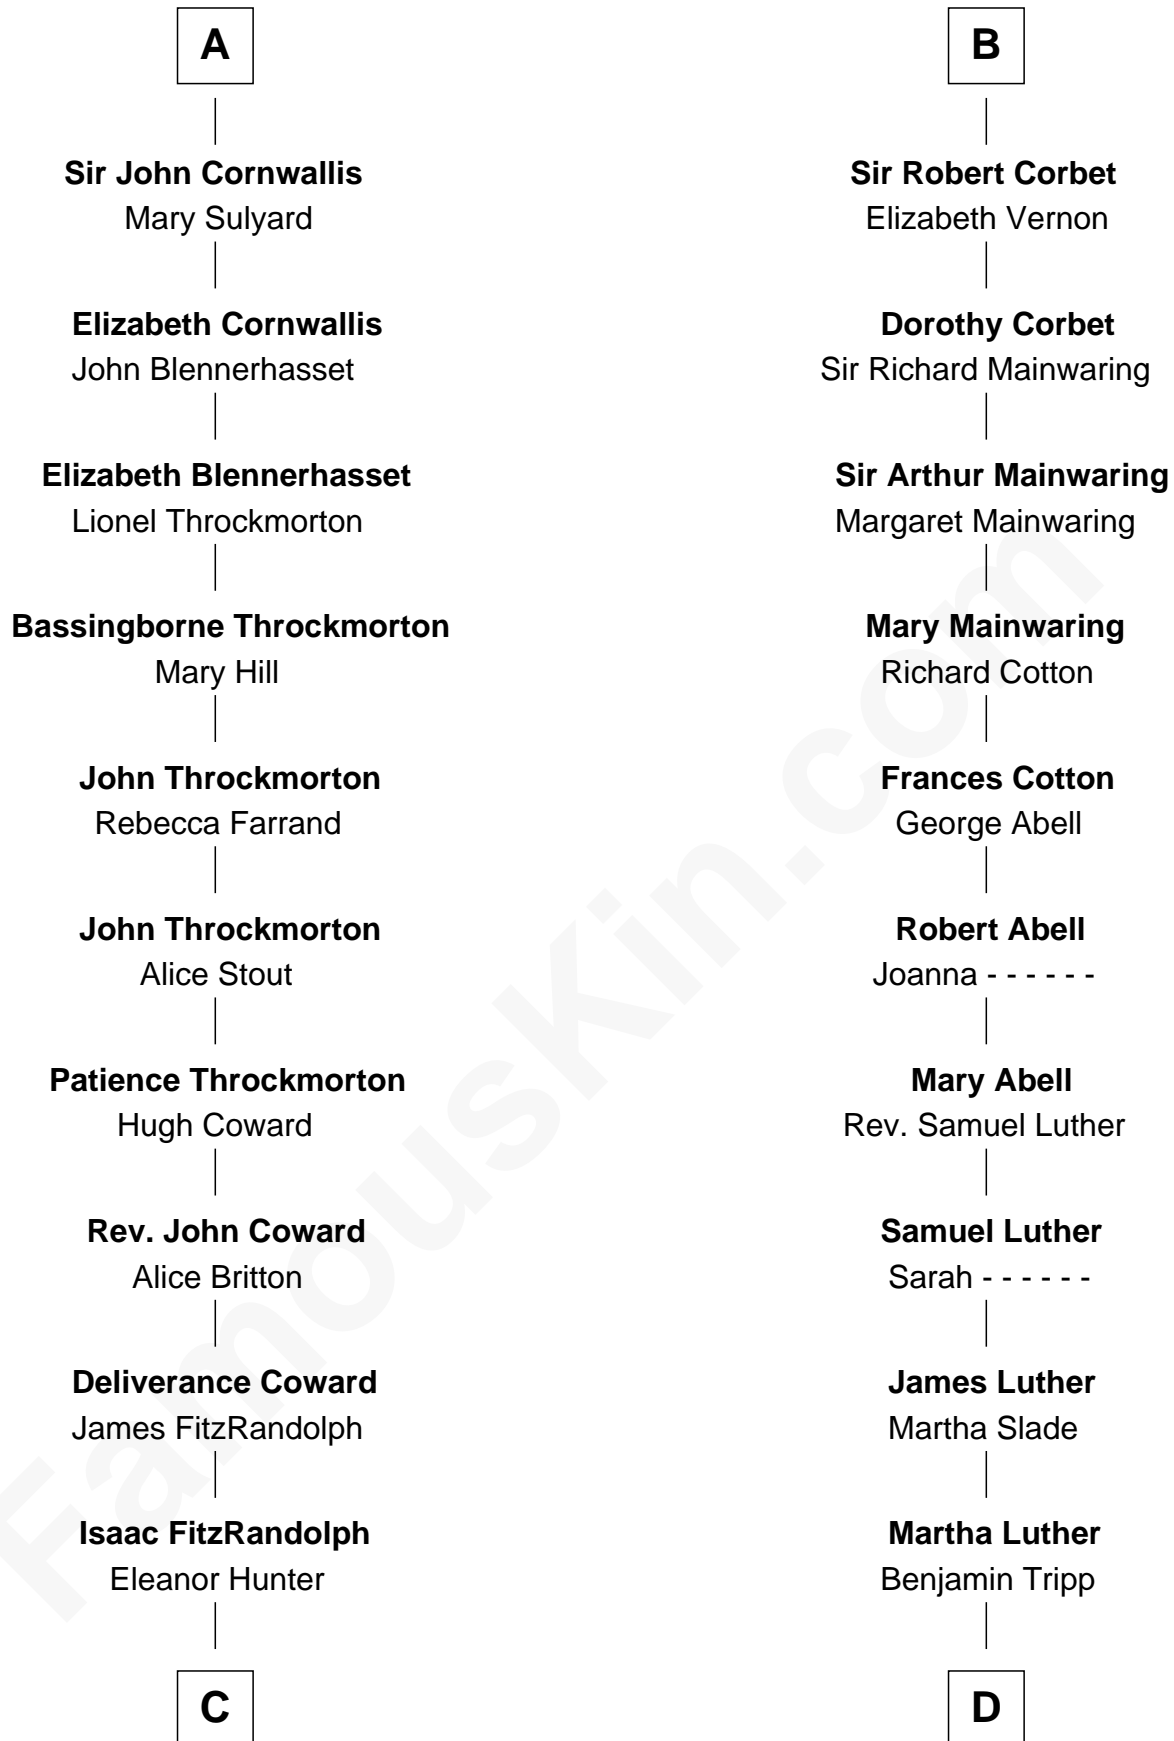 A
Sir John Cornwallis
Mary Sulyard
Elizabeth Cornwallis
John Blennerhasset
Elizabeth Blennerhasset
Lionel Throckmorton
Bassingborne Throckmorton
Mary Hill
John Throckmorton
Rebecca Farrand
John Throckmorton
Alice Stout
Patience Throckmorton
Hugh Coward
Rev. John Coward
Alice Britton
Deliverance Coward
James FitzRandolph
Isaac FitzRandolph
Eleanor Hunter
C
B
Sir Robert Corbet
Elizabeth Vernon
Dorothy Corbet
Sir Richard Mainwaring
Sir Arthur Mainwaring
Margaret Mainwaring
Mary Mainwaring
Richard Cotton
Frances Cotton
George Abell
Robert Abell
Joanna - - - - - -
Mary Abell
Rev. Samuel Luther
Samuel Luther
Sarah - - - - - -
James Luther
Martha Slade
Martha Luther
Benjamin Tripp
D
FamousKin.com